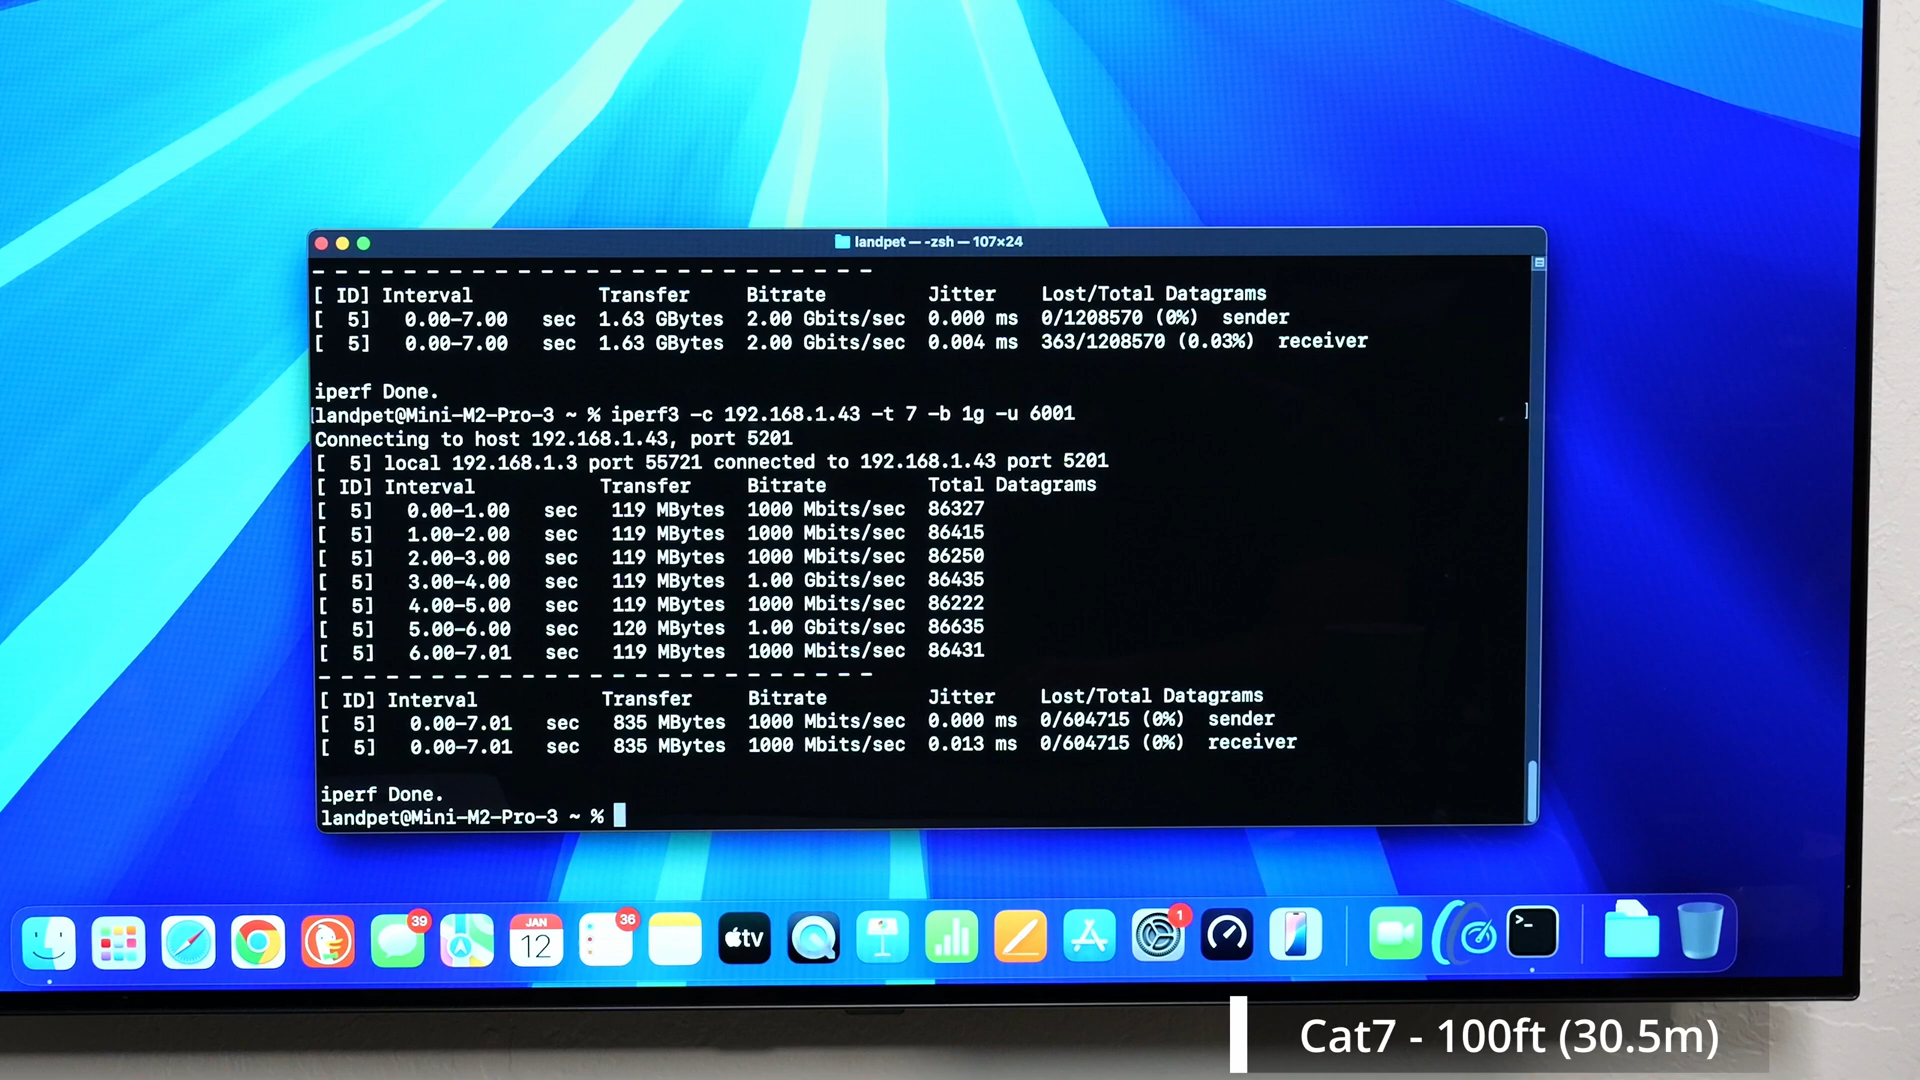 landpet — -zsh — 107×24
- - - - - - - - - - - - - - - - - - - - - - - - -
[ ID] Interval Transfer Bitrate Jitter Lost/Total Datagrams
[ 5] 0.00-7.00 sec 1.63 GBytes 2.00 Gbits/sec 0.000 ms 0/1208570 (0%) sender
[ 5] 0.00-7.00 sec 1.63 GBytes 2.00 Gbits/sec 0.004 ms 363/1208570 (0.03%) receiver
iperf Done.
[landpet@Mini-M2-Pro-3 ~ % iperf3 -c 192.168.1.43 -t 7 -b 1g -u 6001 ]
Connecting to host 192.168.1.43, port 5201
[ 5] local 192.168.1.3 port 55721 connected to 192.168.1.43 port 5201
[ ID] Interval Transfer Bitrate Total Datagrams
[ 5] 0.00-1.00 sec 119 MBytes 1000 Mbits/sec 86327
[ 5] 1.00-2.00 sec 119 MBytes 1000 Mbits/sec 86415
[ 5] 2.00-3.00 sec 119 MBytes 1000 Mbits/sec 86250
[ 5] 3.00-4.00 sec 119 MBytes 1.00 Gbits/sec 86435
[ 5] 4.00-5.00 sec 119 MBytes 1000 Mbits/sec 86222
[ 5] 5.00-6.00 sec 120 MBytes 1.00 Gbits/sec 86635
[ 5] 6.00-7.01 sec 119 MBytes 1000 Mbits/sec 86431
- - - - - - - - - - - - - - - - - - - - - - - - -
[ ID] Interval Transfer Bitrate Jitter Lost/Total Datagrams
[ 5] 0.00-7.01 sec 835 MBytes 1000 Mbits/sec 0.000 ms 0/604715 (0%) sender
[ 5] 0.00-7.01 sec 835 MBytes 1000 Mbits/sec 0.013 ms 0/604715 (0%) receiver
iperf Done.
landpet@Mini-M2-Pro-3 ~ %
39
JAN
12
36
tv
1
>_
Cat7 - 100ft (30.5m)